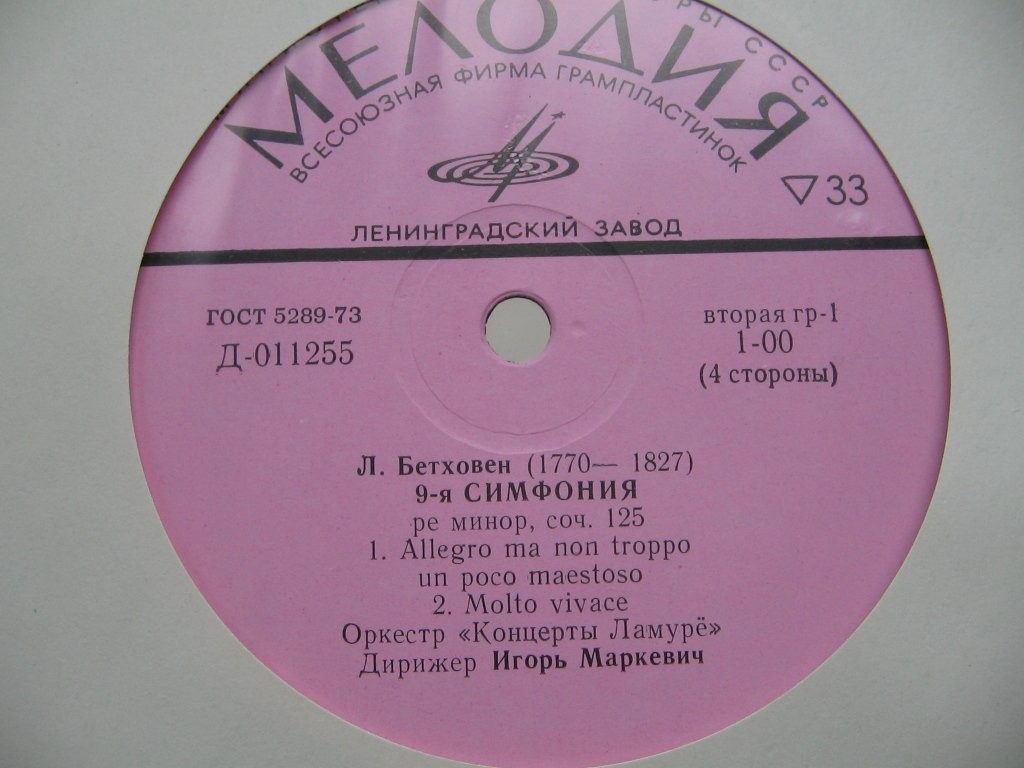 СССР
МЕЛОДИЯ
ВСЕСОЮЗНАЯ ФИРМА ГРАМПЛАСТИНОК
▽33
ЛЕНИНГРАДСКИЙ ЗАВОД
ГОСТ 5289-73
Д-011255
вторая гр-1
1-00
(4 стороны)
Л. Бетховен (1770— 1827)
9-я СИМФОНИЯ
ре минор, соч. 125
1. Allegro ma non troppo
un poco maestoso
2. Molto vivace
Оркестр «Концерты Ламурё»
Дирижер Игорь Маркевич